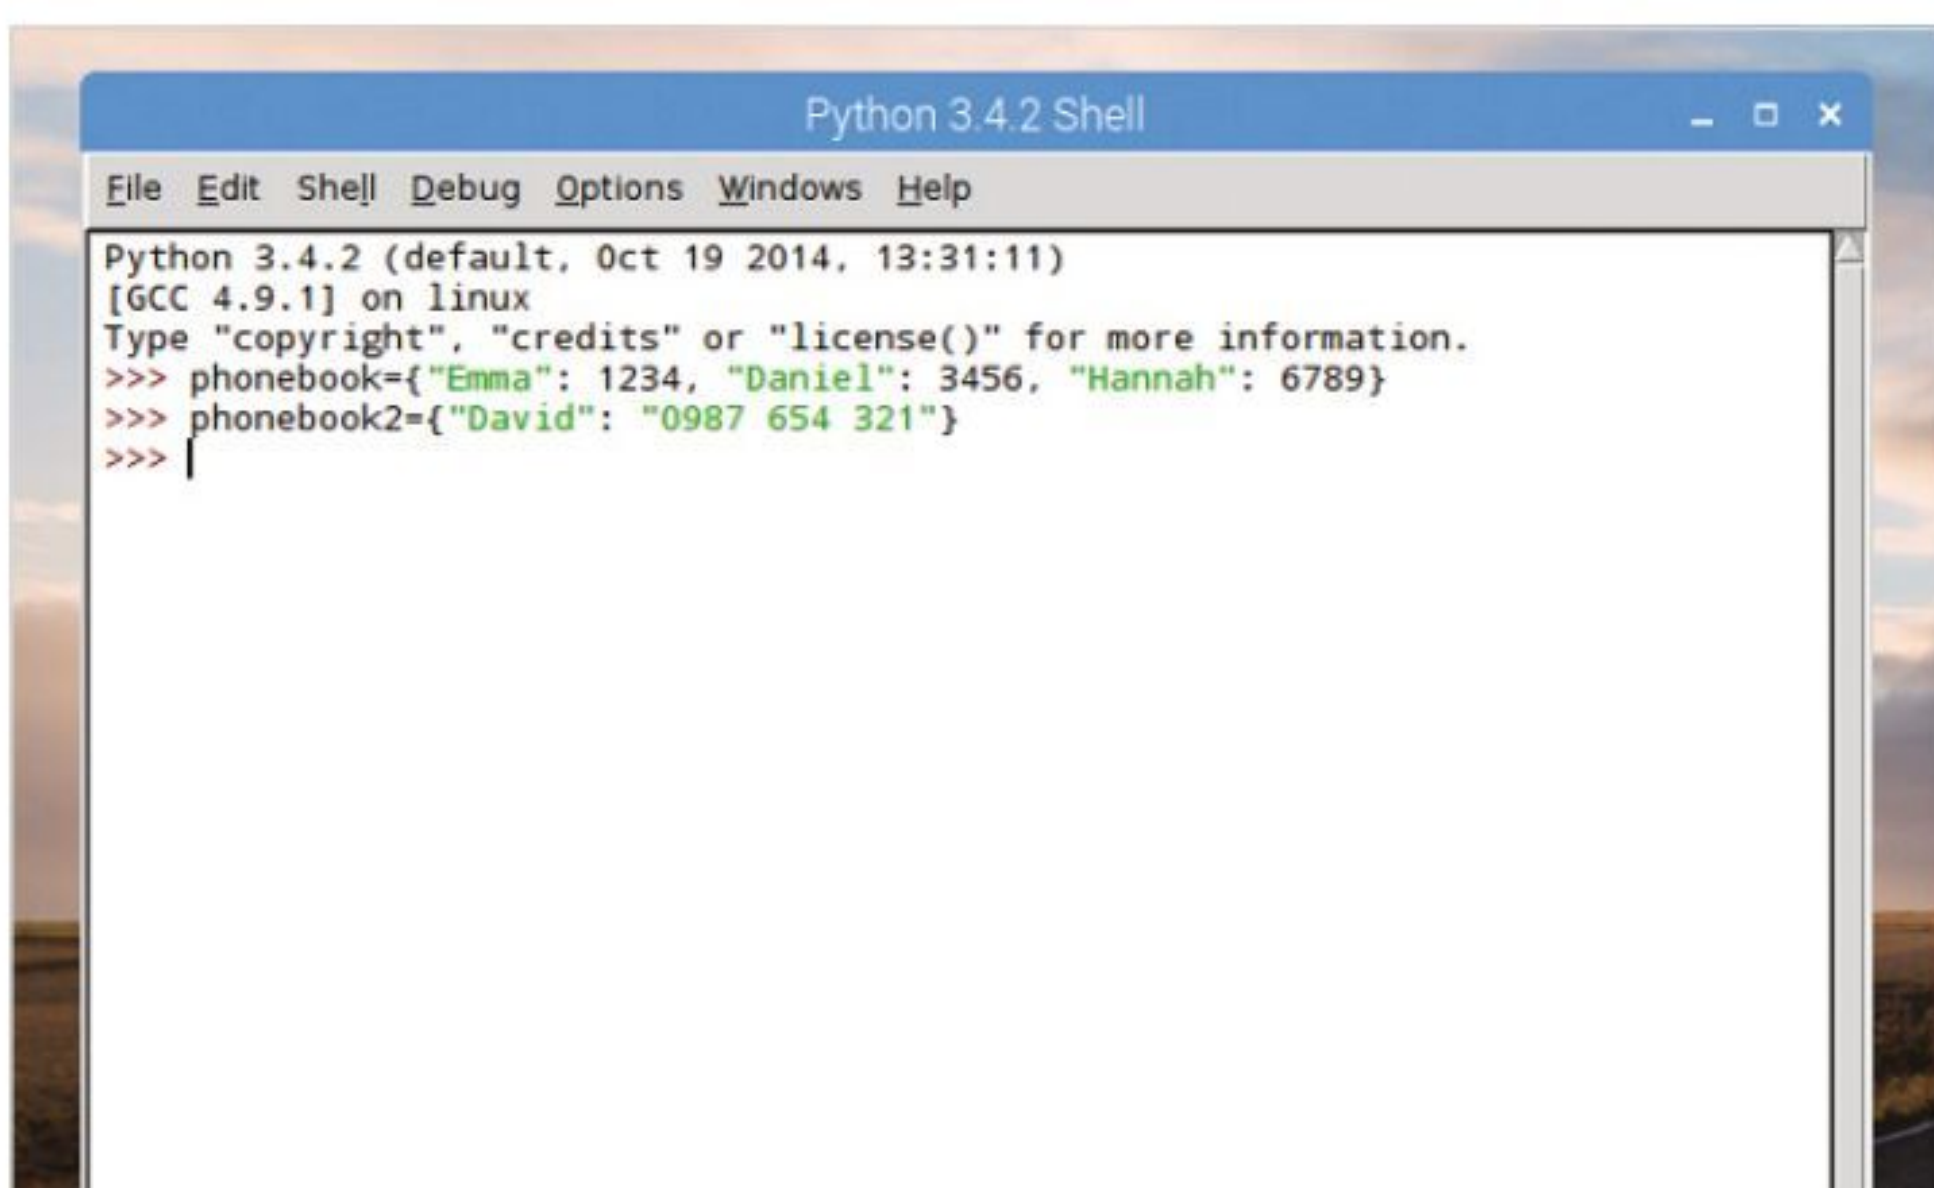 Python 3.4.2 Shell
File Edit Shell Debug Options Windows Help
Python 3.4.2 (default, Oct 19 2014, 13:31:11)
[GCC 4.9.1] on linux
Type "copyright", "credits" or "license()" for more information.
>>> phonebook={"Emma": 1234, "Daniel": 3456, "Hannah": 6789}
>>> phonebook2={"David": "0987 654 321"}
>>>